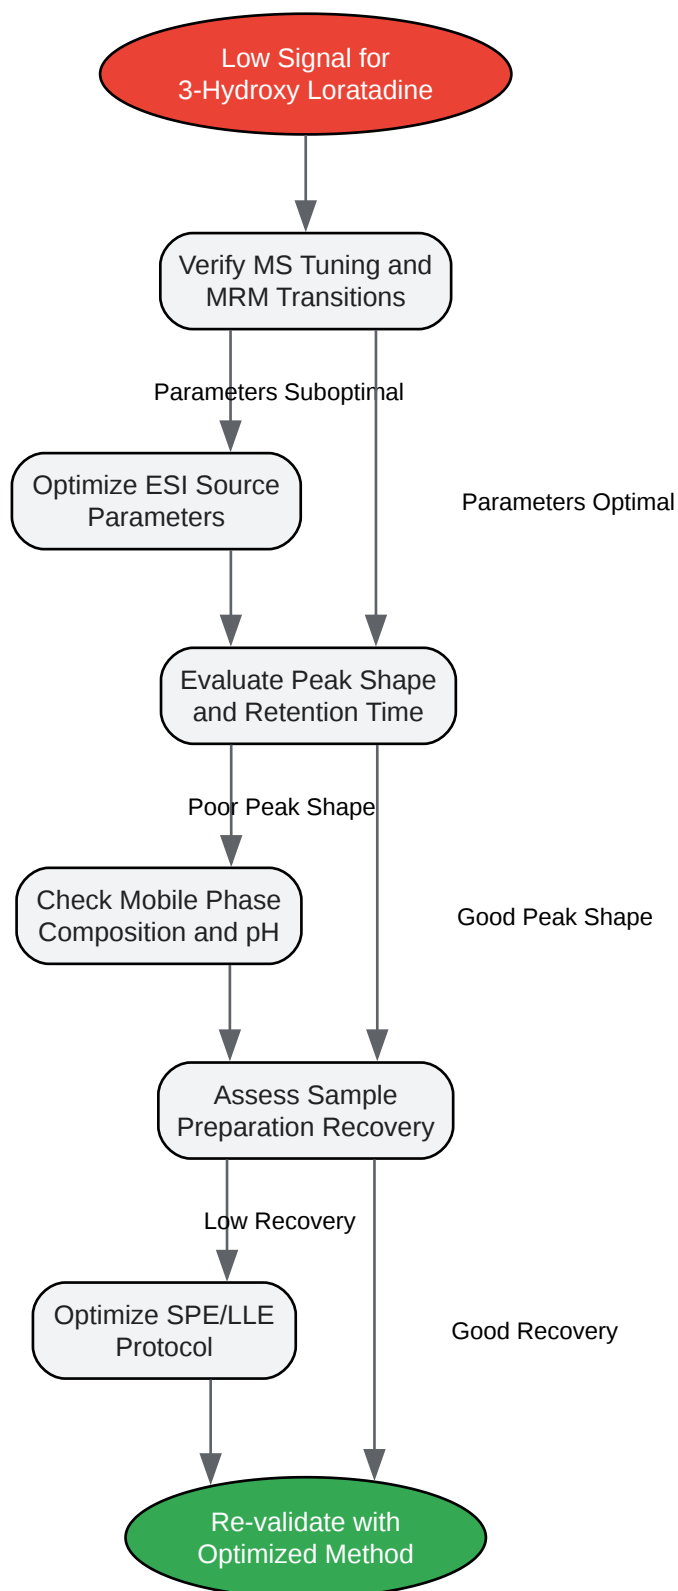 Low Signal for
3-Hydroxy Loratadine
Verify MS Tuning and
MRM Transitions
Parameters Suboptimal
Optimize ESI Source
Parameters
Parameters Optimal
Evaluate Peak Shape
and Retention Time
Poor Peak Shape
Check Mobile Phase
Composition and pH
Good Peak Shape
Assess Sample
Preparation Recovery
Low Recovery
Optimize SPE/LLE
Protocol
Good Recovery
Re-validate with
Optimized Method